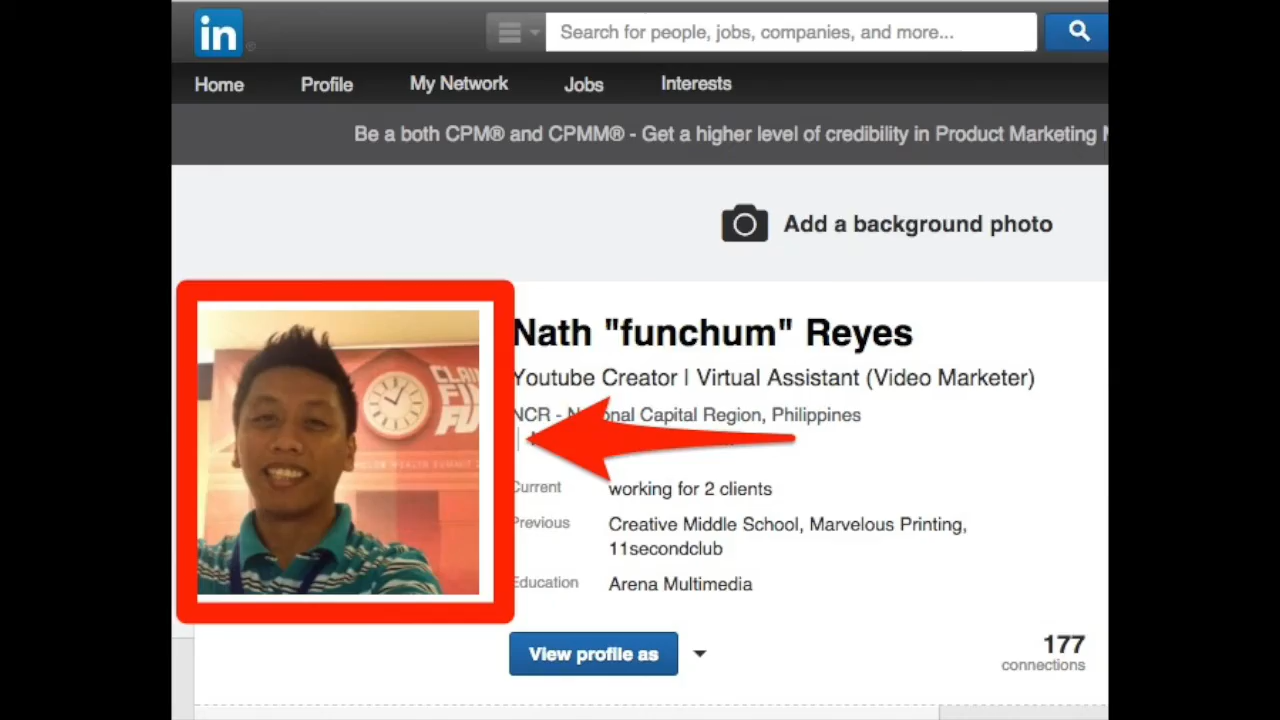 in
Search for people, jobs, companies, and more...
Home Profile My Network Jobs Interests
Be a both CPM® and CPMM® - Get a higher level of credibility in Product Marketing
Add a background photo
Nath "funchum" Reyes
Youtube Creator | Virtual Assistant (Video Marketer)
NCR - Capital Region, Philippines
Current working for 2 clients
Previous Creative Middle School, Marvelous Printing,
11secondclub
Education Arena Multimedia
View profile as
177
connections